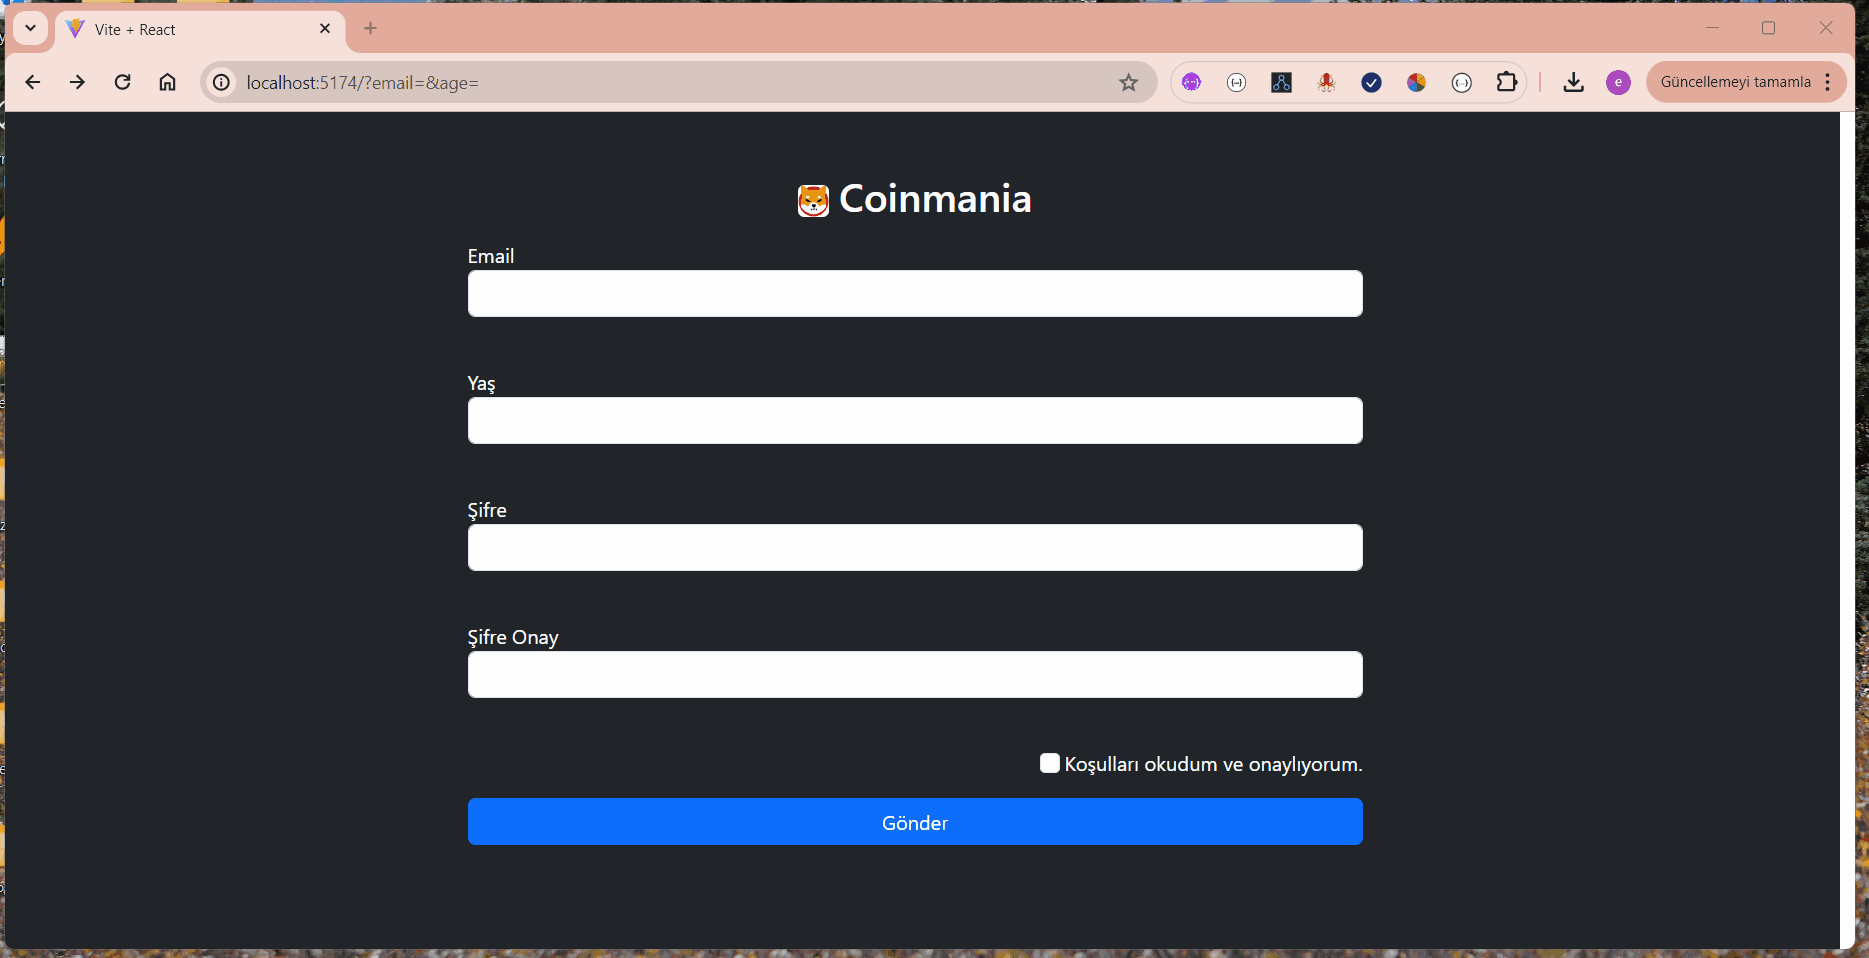 Vite + React
localhost:5174/?email=&age=
e
Güncellemeyi tamamla
Coinmania
Email
Yaş
Şifre
Şifre Onay
Koşulları okudum ve onaylıyorum.
Gönder